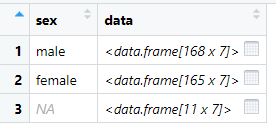 sex data
1 male <data.frame[168 x 7]>
2 female <data.frame[165 x 7]>
3 NA <data.frame[11 x 7]>